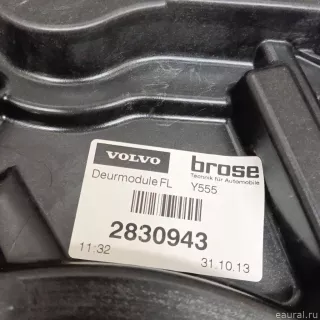 VOLVO
brose
Technik für Automobile
Deurmodule FL Y555
2830943
11:32 31.10.13
eaural.ru